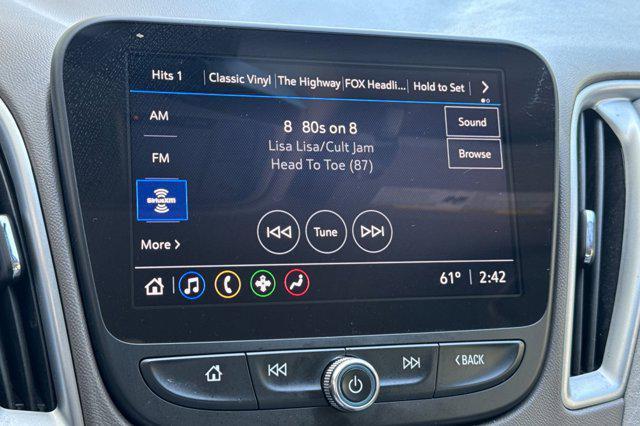 Hits 1 Classic Vinyl The Highway FOX Headli... Hold to Set
AM
8 80s on 8
Sound
Lisa Lisa/Cult Jam
FM
Head To Toe (87)
Browse
SiriusXM
Tune
More
61° 2:42
BACK